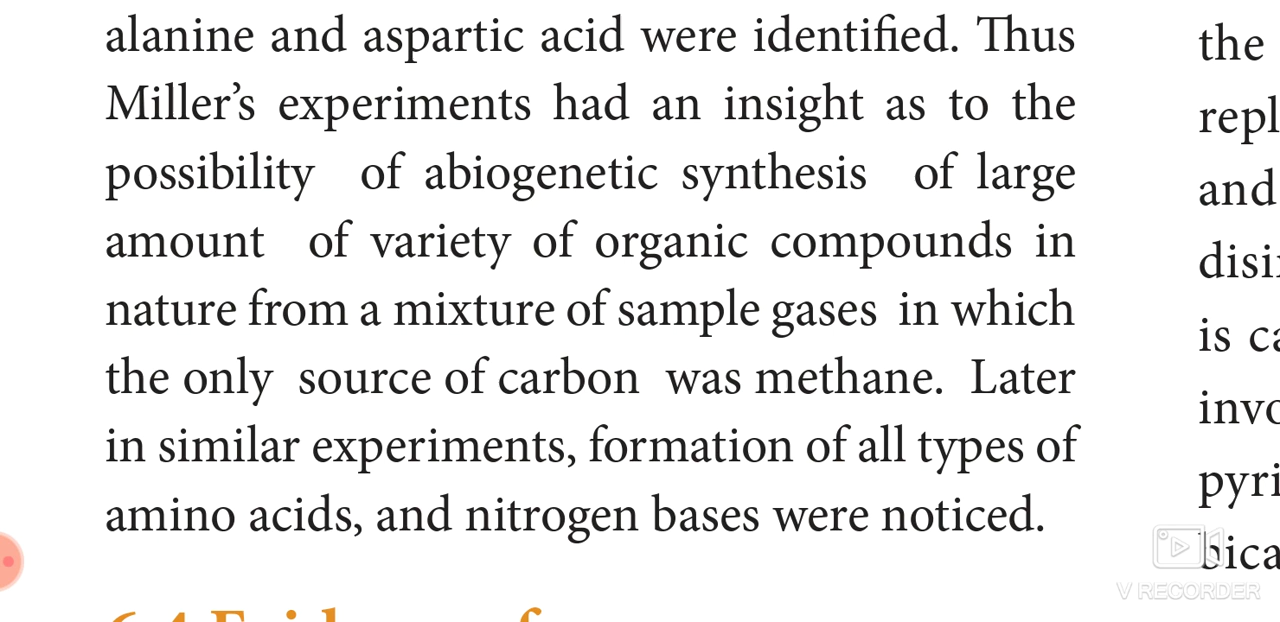 alanine and aspartic acid were identified. Thus
Miller's experiments had an insight as to the
possibility of abiogenetic synthesis of large
amount of variety of organic compounds in
nature from a mixture of sample gases in which
the only source of carbon was methane. Later
in similar experiments, formation of all types of
amino acids, and nitrogen bases were noticed.
the
and
is
V RECORDER